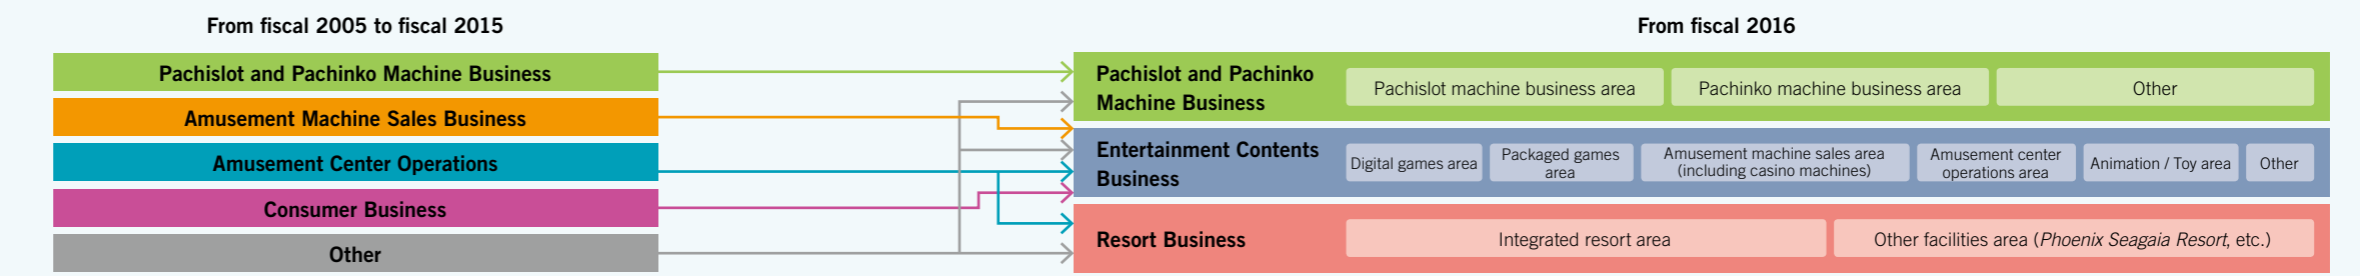 From fiscal 2005 to fiscal 2015
Pachislot and Pachinko Machine Business
Amusement Machine Sales Business
Amusement Center Operations
Consumer Business
Other
From fiscal 2016
Pachislot and Pachinko
Machine Business
Pachislot machine business area
Pachinko machine business area
Other
Entertainment Contents
Business
Digital games area
Packaged games
area
Amusement machine sales area
(including casino machines)
Amusement center
operations area
Animation / Toy area
Other
Resort Business
Integrated resort area
Other facilities area (Phoenix Seagaia Resort, etc.)